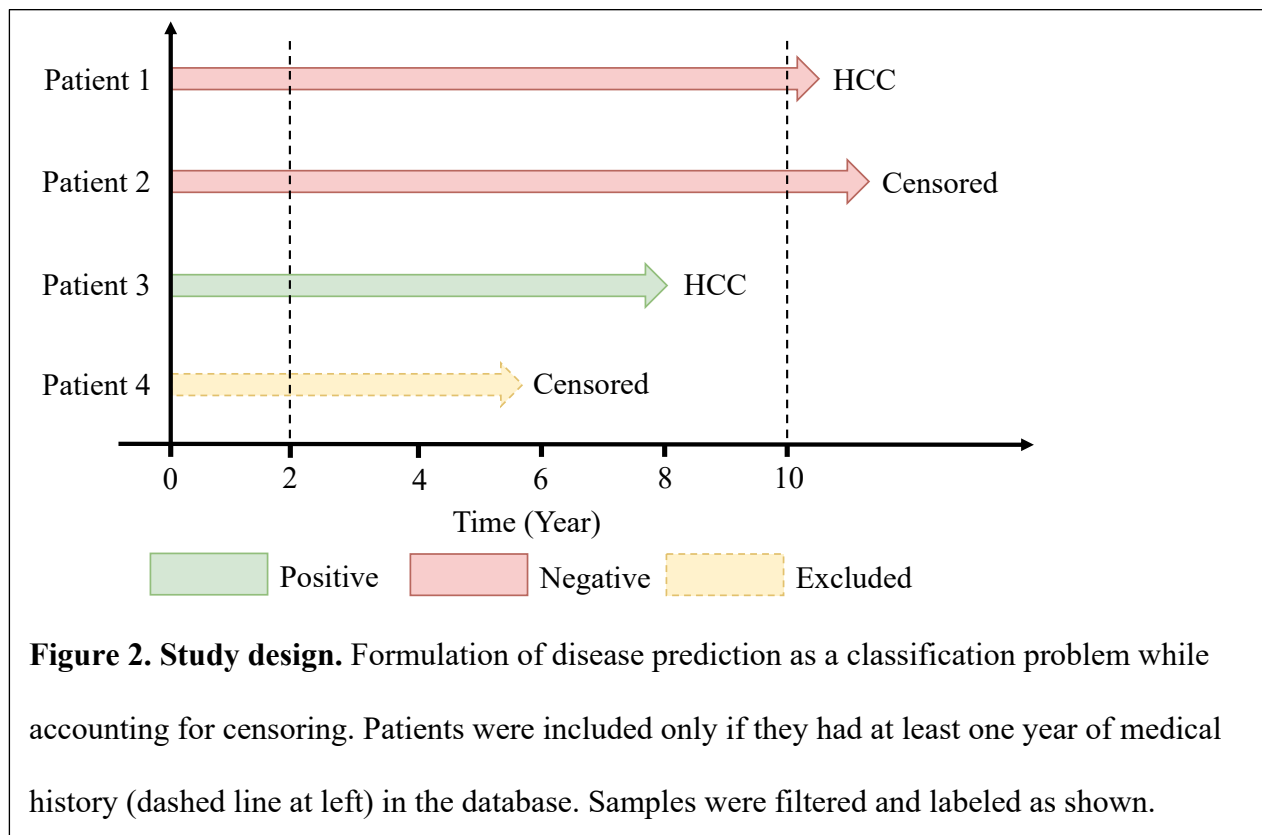 Patient 1
HCC
Patient 2
Censored
Patient 3
HCC
Patient 4
Censored
0 2 4 6 8 10
Time (Year)
Positive Negative Excluded
Figure 2. Study design. Formulation of disease prediction as a classification problem while
accounting for censoring. Patients were included only if they had at least one year of medical
history (dashed line at left) in the database. Samples were filtered and labeled as shown.